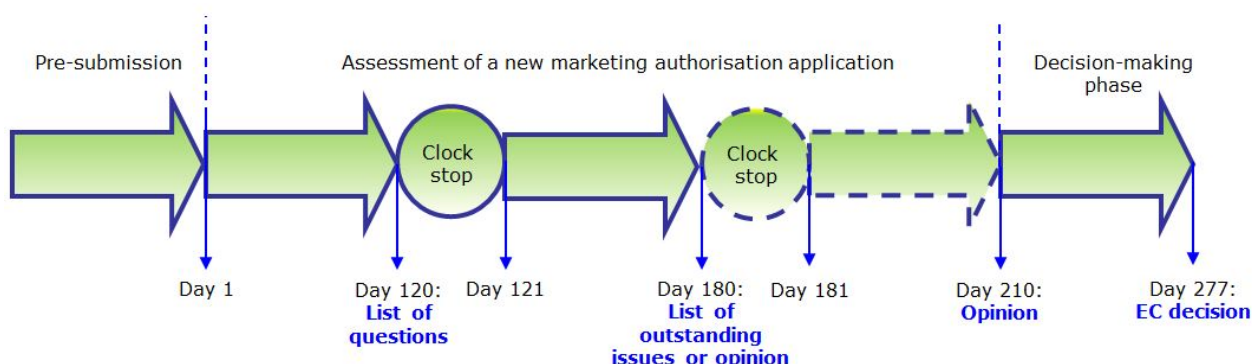 Pre-submission
Assessment of a new marketing authorisation application
Decision-making
phase
Clock
stop
Clock
stop
Day 1
Day 120:
List of
questions
Day 121
Day 180:
List of
outstanding
issues or opinion
Day 181
Day 210:
Opinion
Day 277:
EC decision